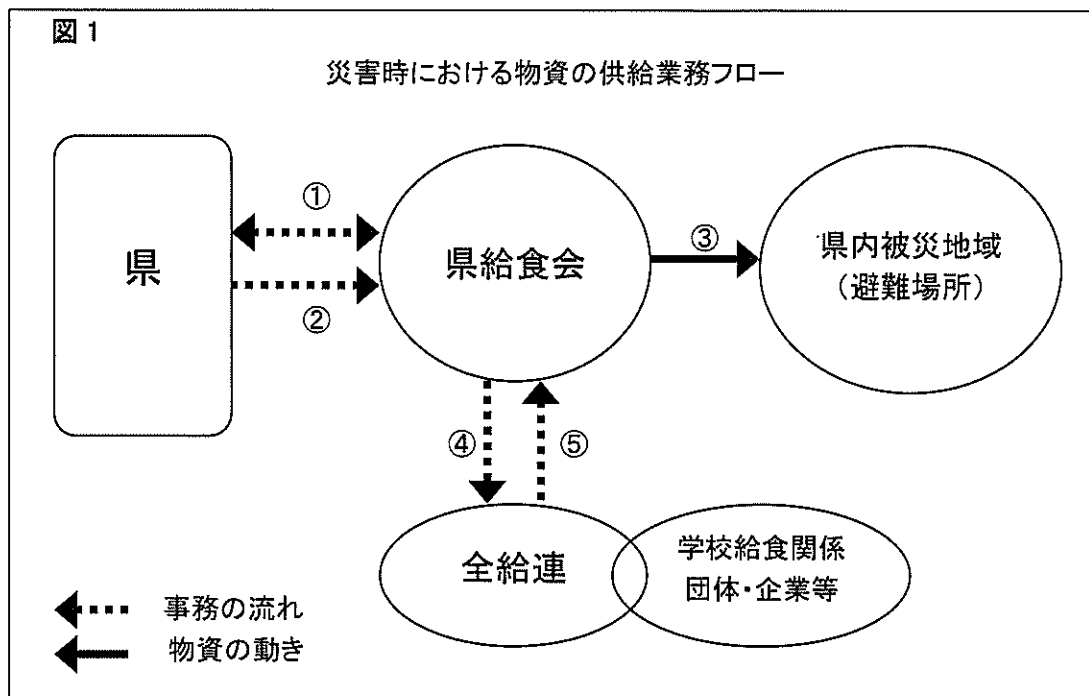 図1
災害時における物資の供給業務フロー
県
①
②
県給食会
③
県内被災地域
(避難場所)
④
⑤
全給連
学校給食関係
団体・企業等
事務の流れ
物資の動き